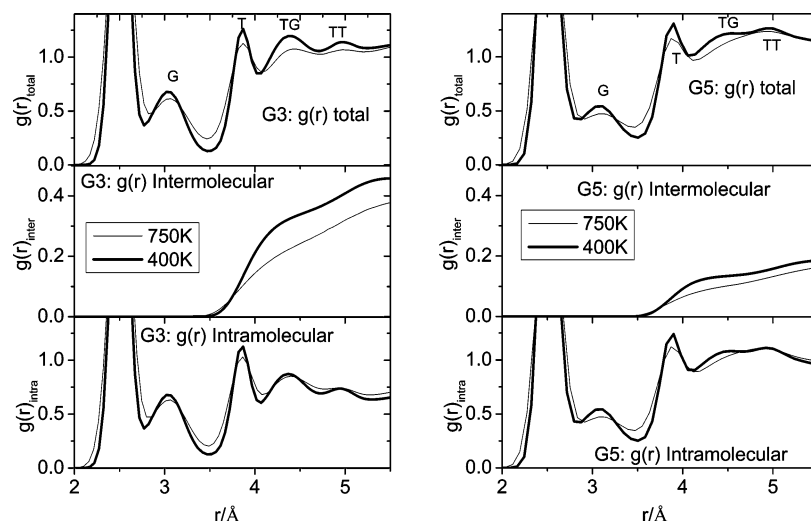 g(r)total
1.0
0.5
0.0
G
T
TG
TT
G3: g(r) total
g(r)inter
0.4
0.2
0.0
G3: g(r) Intermolecular
750K
400K
g(r)intra
1.0
0.5
0.0
G3: g(r) Intramolecular
2 3 4 5
r/Å
g(r)total
1.0
0.5
0.0
G
T
TG
TT
G5: g(r) total
g(r)inter
0.4
0.2
0.0
G5: g(r) Intermolecular
750K
400K
g(r)intra
1.0
0.5
0.0
G5: g(r) Intramolecular
2 3 4 5
r/Å